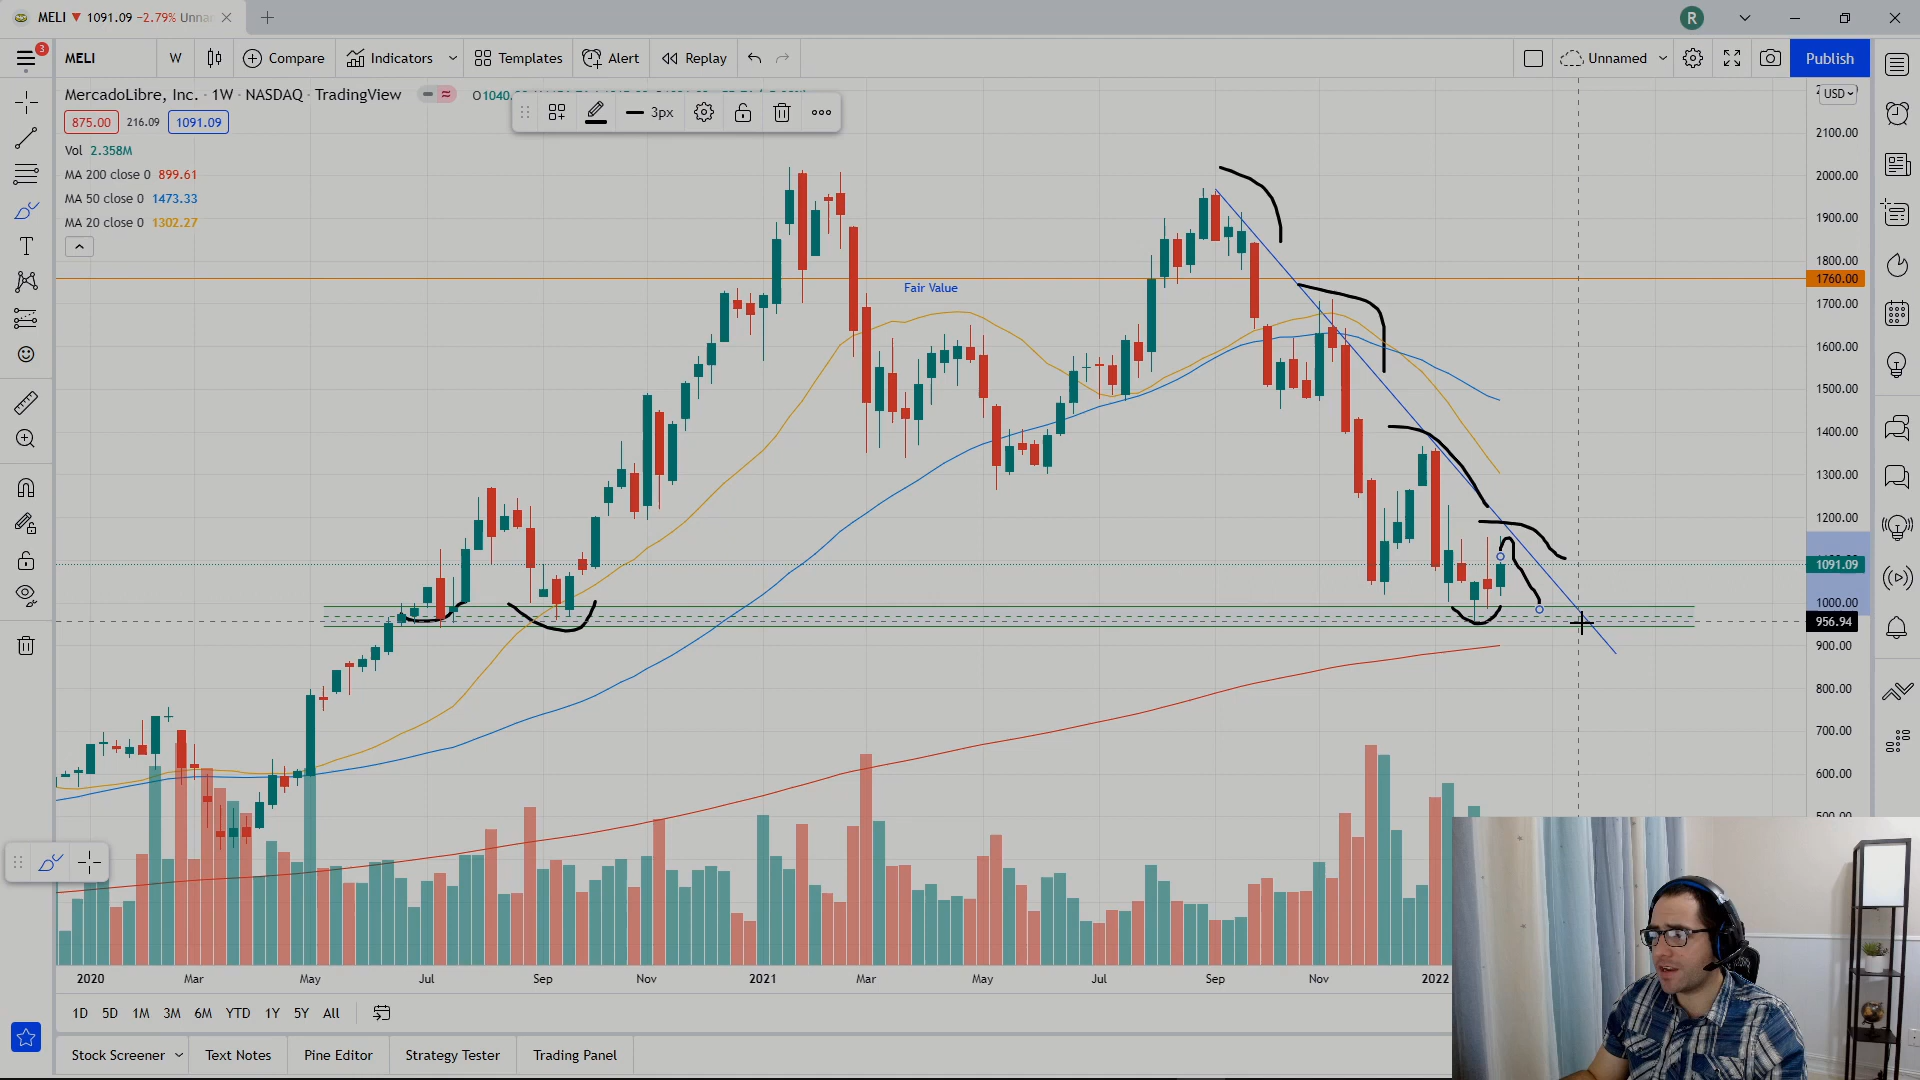 MELI ▼ 1091.09 −2.79% Unna
R
3
MELI
W
Compare
Indicators
Templates
Alert
Replay
Unnamed
Publish
MercadoLibre, Inc. · 1W · NASDAQ · TradingView
USD
875.00 216.09 1091.09
3px
Vol 2.358M
MA 200 close 0 899.61
MA 50 close 0 1473.33
MA 20 close 0 1302.27
Fair Value
2100.00
2000.00
1900.00
1800.00
1760.00
1700.00
1600.00
1500.00
1400.00
1300.00
1200.00
1091.09
1000.00
956.94
900.00
800.00
700.00
600.00
2020 Mar May Jul Sep Nov 2021 Mar May Jul Sep Nov 2022
1D 5D 1M 3M 6M YTD 1Y 5Y All
Stock Screener Text Notes Pine Editor Strategy Tester Trading Panel